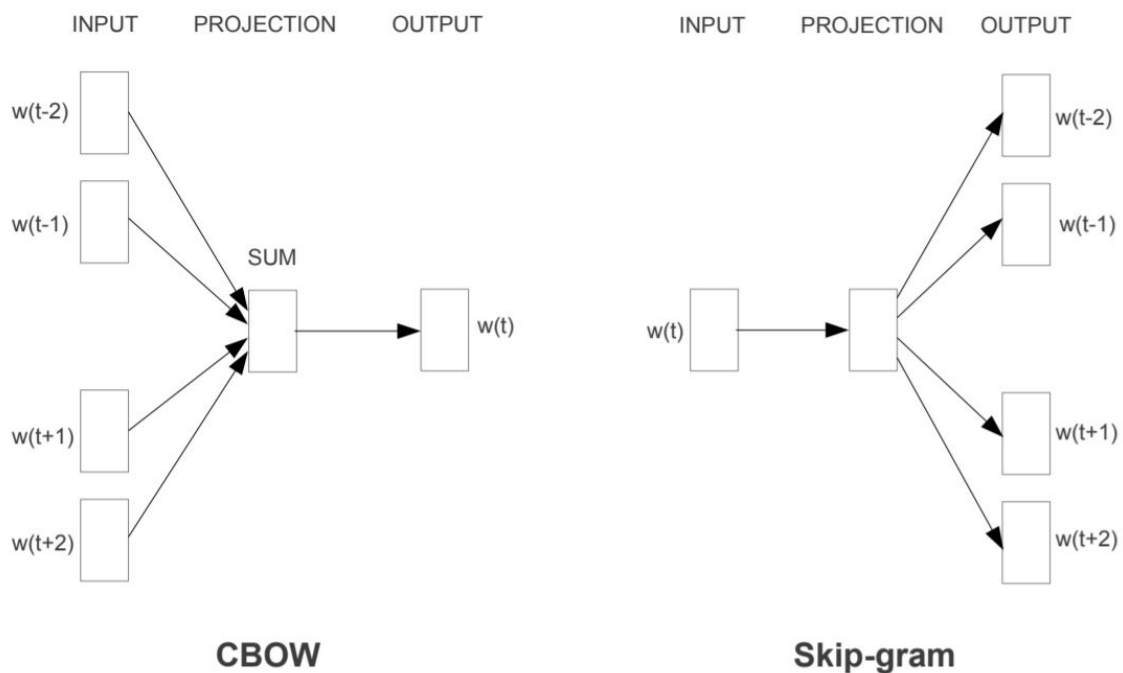 INPUT PROJECTION OUTPUT
w(t-2)
w(t-1)
SUM
w(t)
w(t+1)
w(t+2)
CBOW
INPUT PROJECTION OUTPUT
w(t-2)
w(t-1)
w(t)
w(t+1)
w(t+2)
Skip-gram